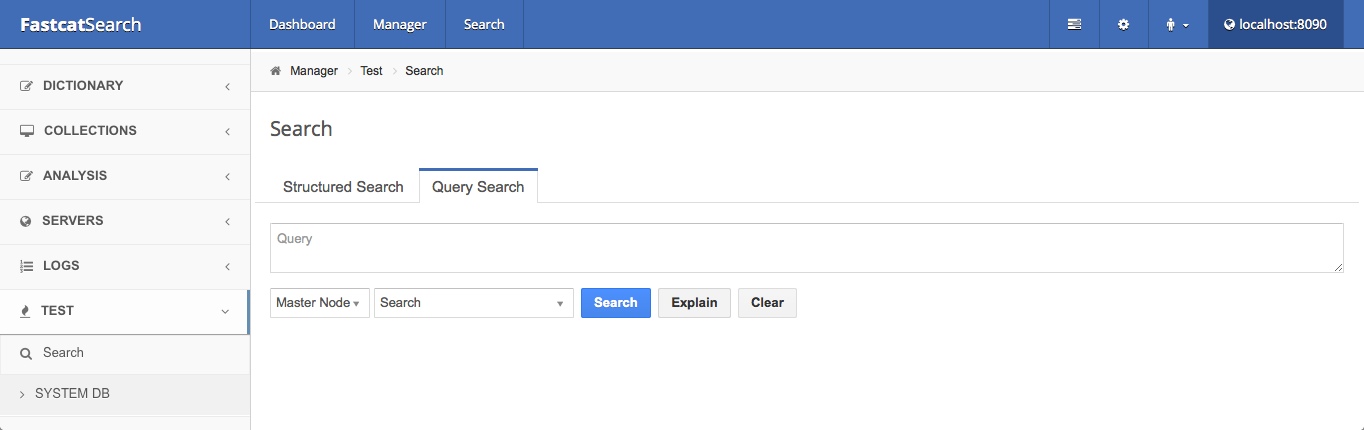 FastcatSearch Dashboard Manager Search localhost:8090
Manager Test Search
DICTIONARY
COLLECTIONS
ANALYSIS
SERVERS
LOGS
TEST
Search
SYSTEM DB
Search
Structured Search Query Search
Query
Master Node Search Search Explain Clear